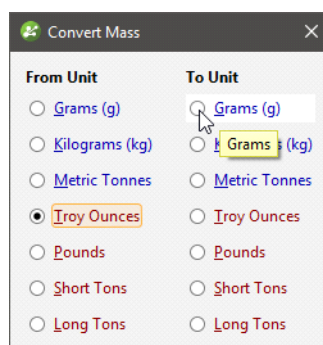 Convert Mass
From Unit To Unit
Grams (g) Grams (g)
Kilograms (kg) Grams (kg)
Metric Tonnes Metric Tonnes
Troy Ounces Troy Ounces
Pounds Pounds
Short Tons Short Tons
Long Tons Long Tons